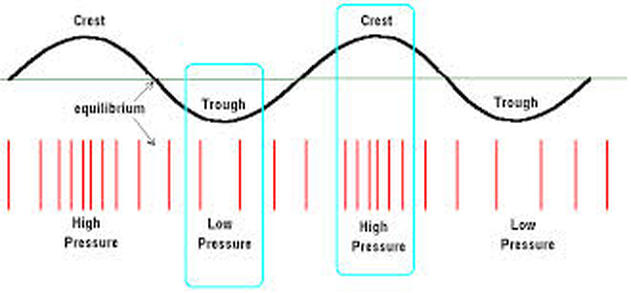 Crest
Crest
equilibrium
Trough
Trough
High
Pressure
Low
Pressure
High
Pressure
Low
Pressure